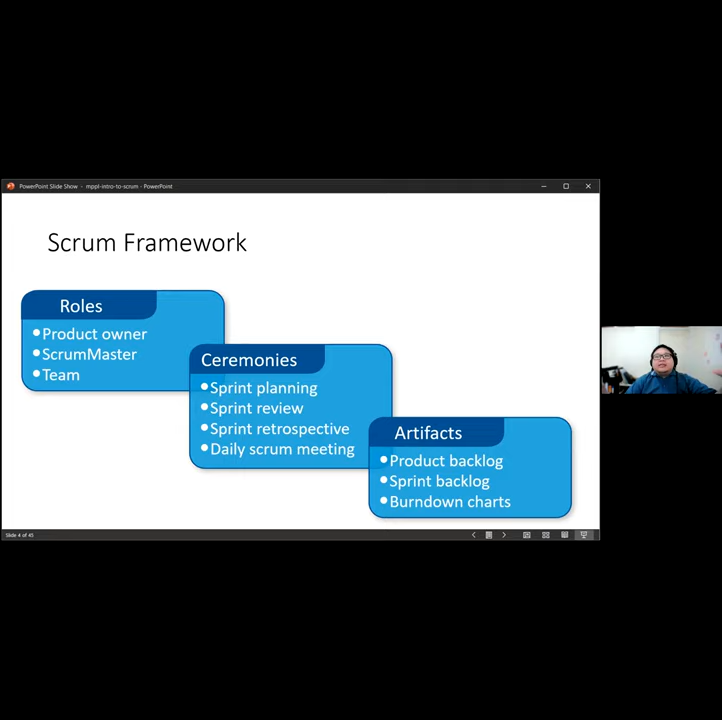 PowerPoint Slide Show - mppl-intro-to-scrum - PowerPoint
Scrum Framework
Roles
•Product owner
•ScrumMaster
•Team
Ceremonies
•Sprint planning
•Sprint review
•Sprint retrospective
•Daily scrum meeting
Artifacts
•Product backlog
•Sprint backlog
•Burndown charts
Slide 4 of 45